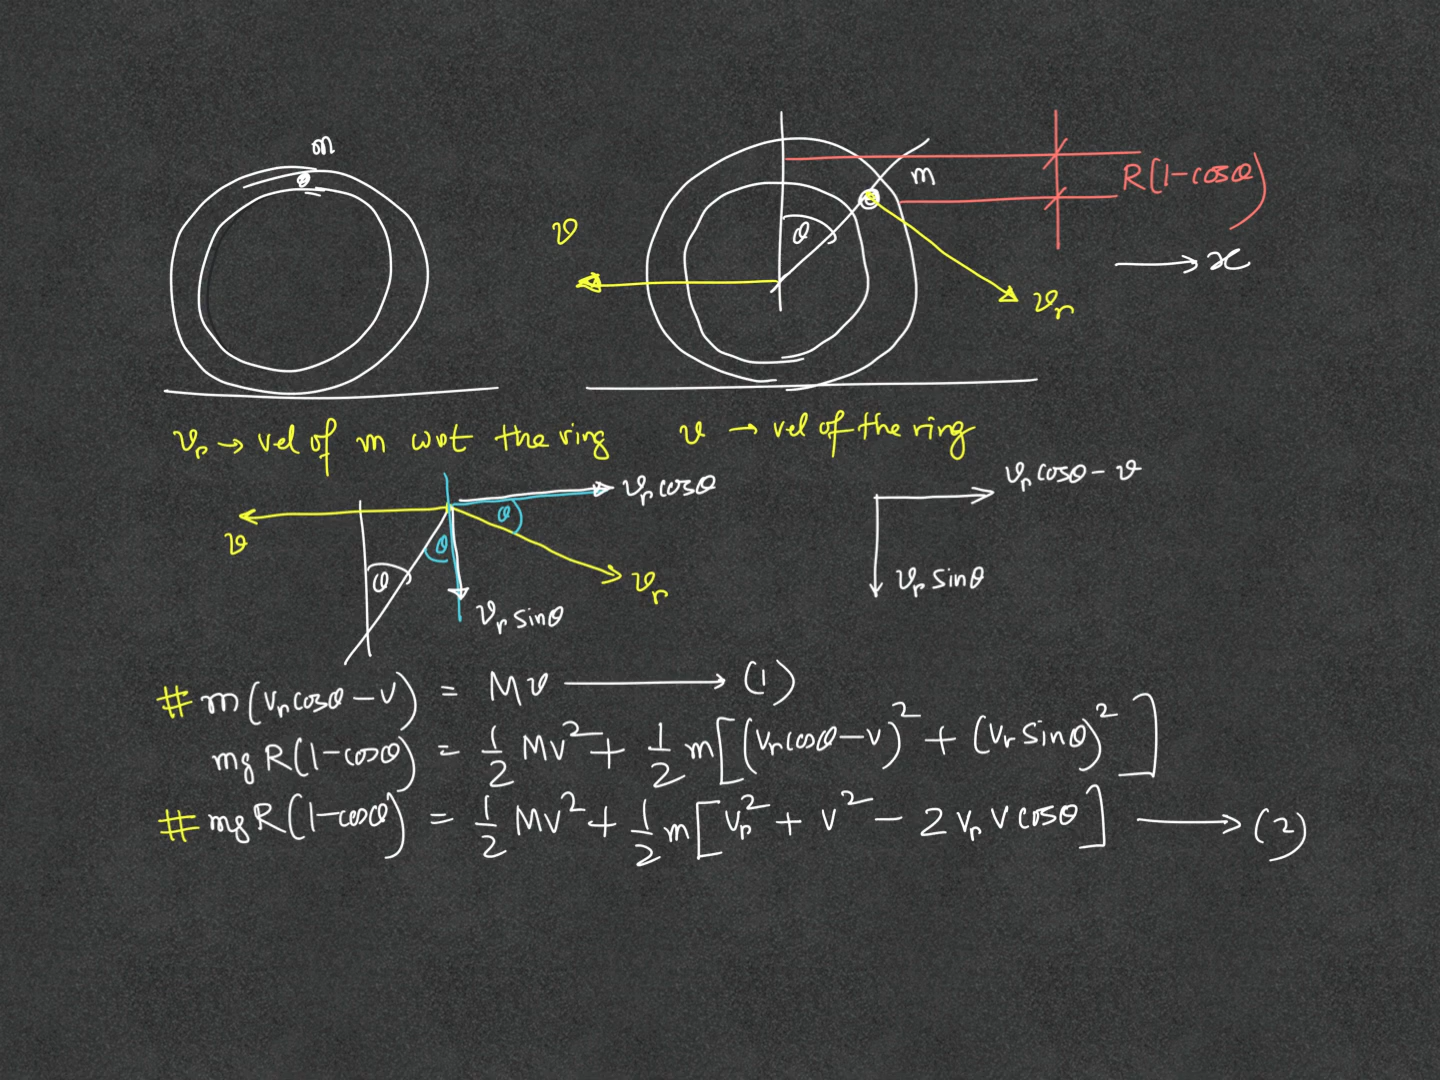 m
m
R(1-cosθ)
v
θ
→ x
v_r
v_r → vel of m wrt the ring
v → vel of the ring
v_r cosθ
θ
v
θ
θ
v_r
v_r sinθ
v_r cosθ - v
v_r sinθ
# m(v_r cosθ - v) = Mv ⟶ (1)
mgR(1-cosθ) = 1/2 Mv² + 1/2 m[(v_r cosθ - v)² + (v_r sinθ)²]
# mgR(1-cosθ) = 1/2 Mv² + 1/2 m[v_r² + v² - 2 v_r v cosθ] ⟶ (2)